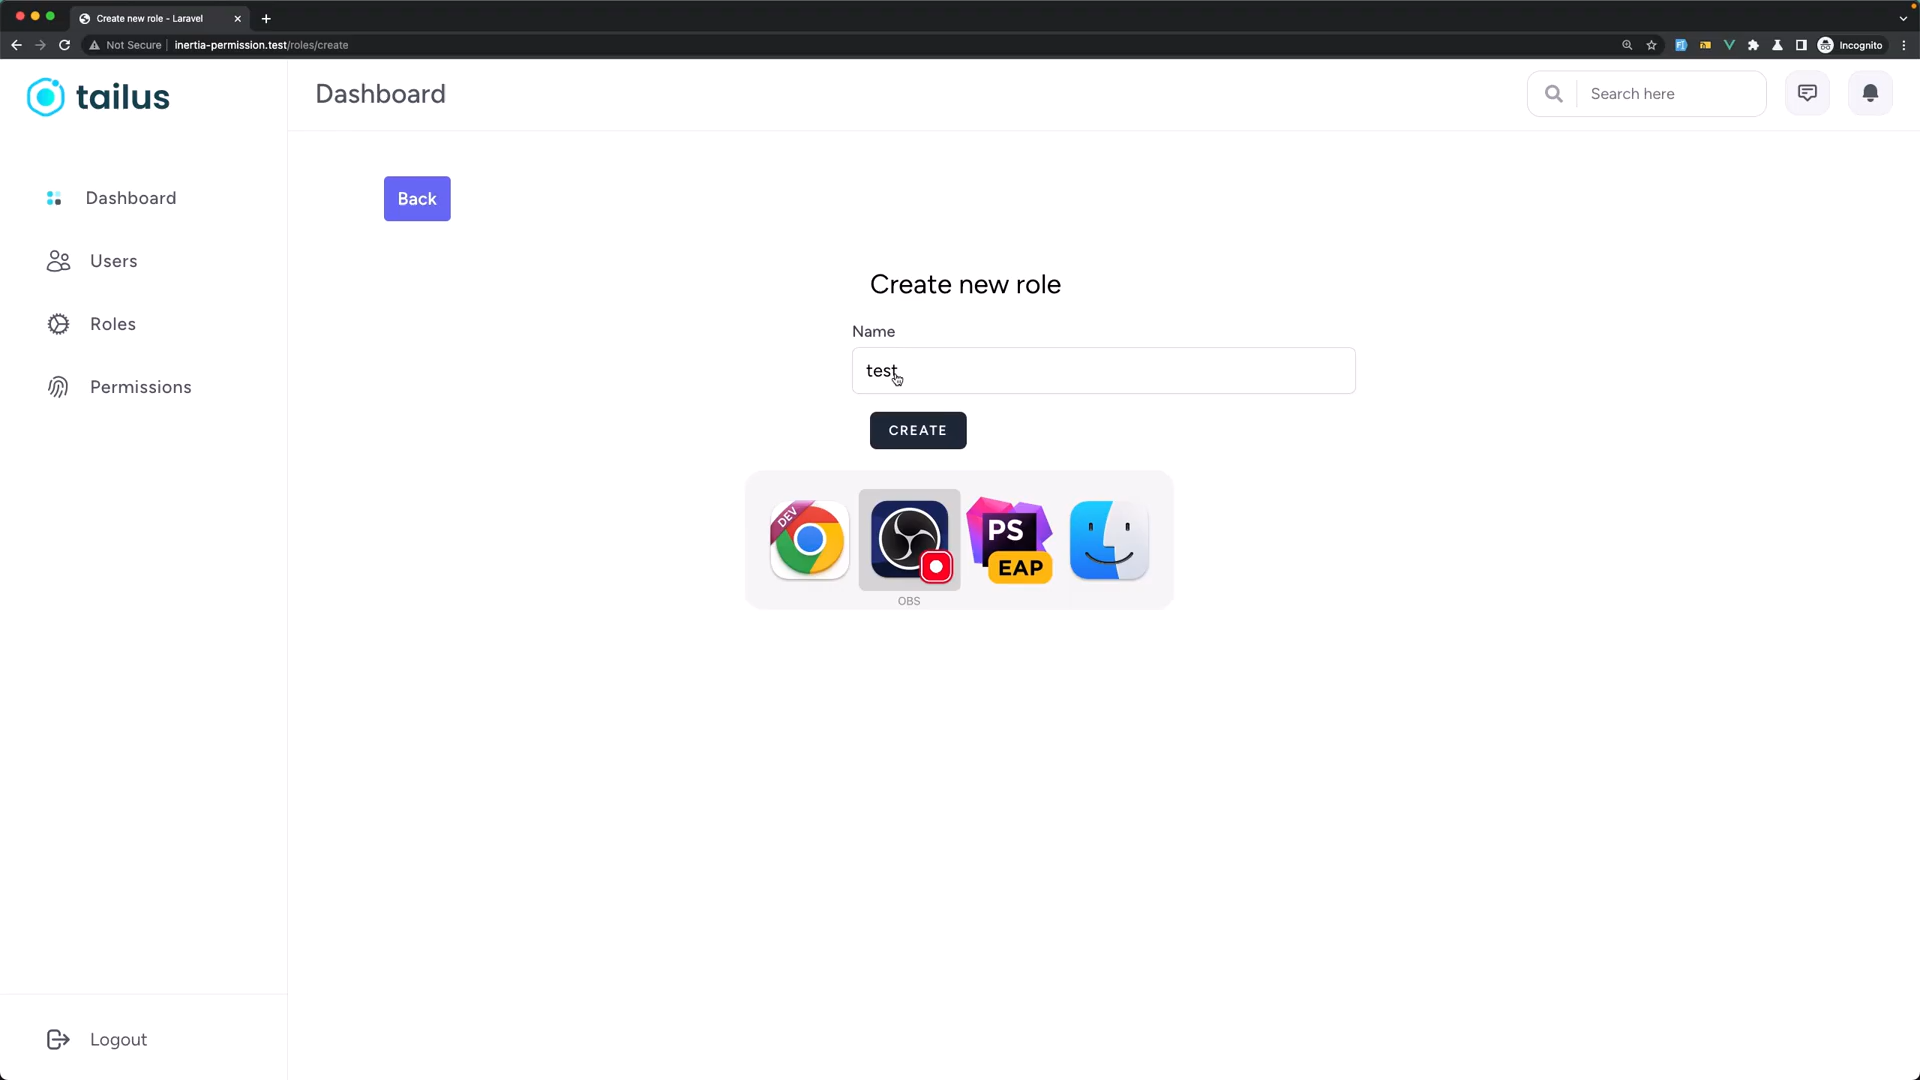 Create new role - Laravel
Not Secure
inertia-permission.test/roles/create
Incognito
tailus
Dashboard
Search here
Dashboard
Users
Roles
Permissions
Back
Create new role
Name
test
CREATE
DEV
PS
EAP
OBS
Logout